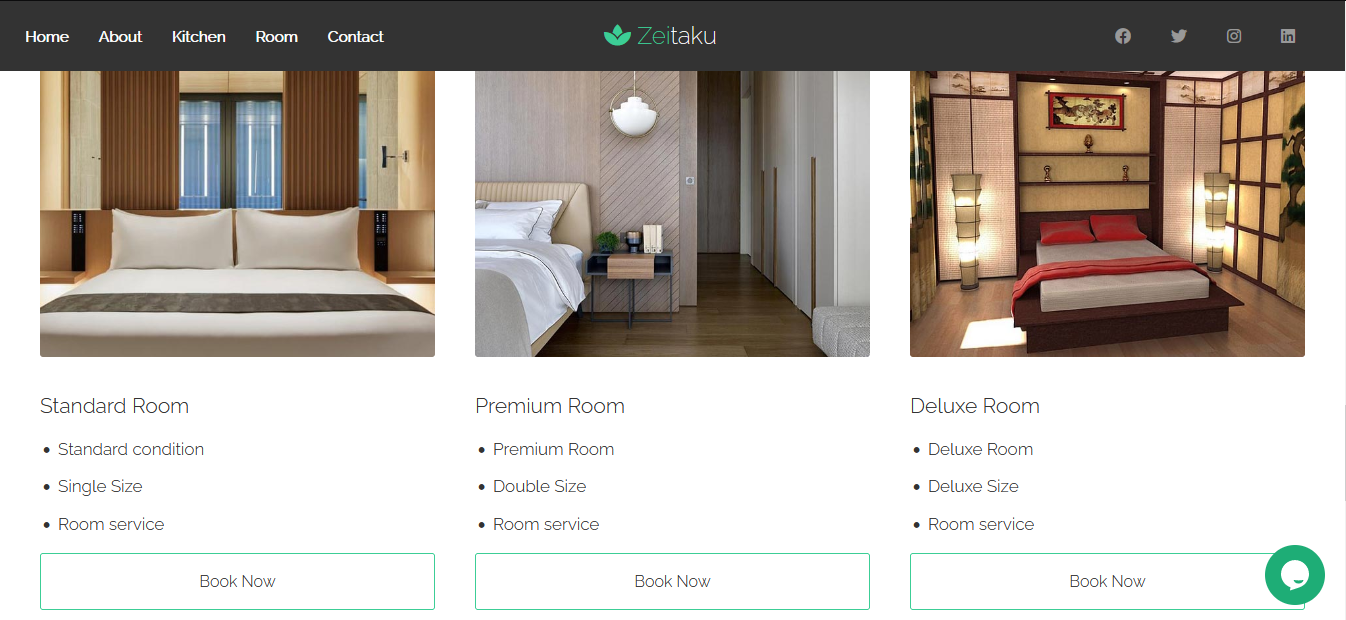 Home About Kitchen Room Contact Zeitaku
Standard Room
Standard condition
Single Size
Room service
Book Now
Premium Room
Premium Room
Double Size
Room service
Book Now
Deluxe Room
Deluxe Room
Deluxe Size
Room service
Book Now